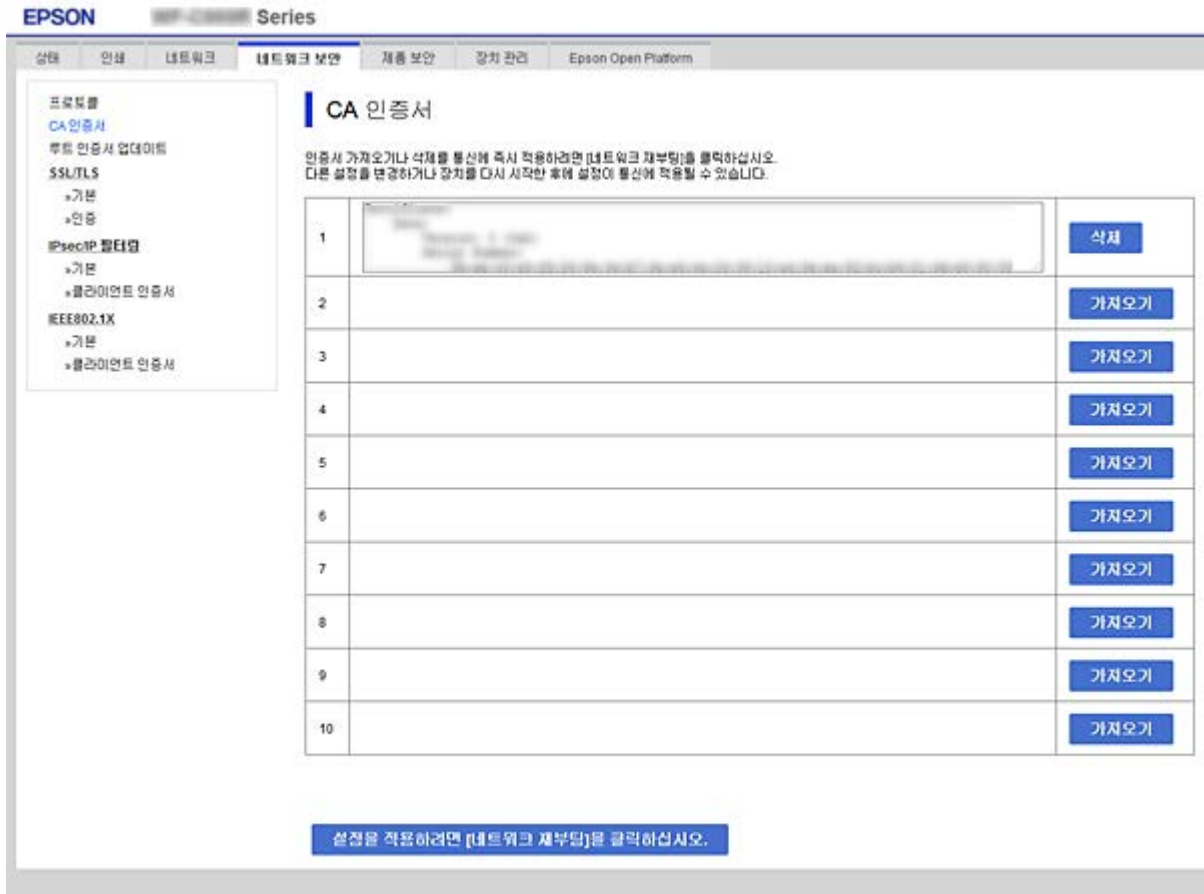 EPSON Series
상태 인쇄 네트워크 네트워크 보안 제품 보안 장치 관리 Epson Open Platform
프로토콜
CA 인증서
루트 인증서 업데이트
SSL/TLS
»기본
»인증
IPsec/IP 필터링
»기본
»클라이언트 인증서
IEEE802.1X
»기본
»클라이언트 인증서
CA 인증서
인증서 가져오기나 삭제를 통신에 즉시 적용하려면 [네트워크 재부팅]을 클릭하십시오.
다른 설정을 변경하거나 장치를 다시 시작한 후에 설정이 통신에 적용될 수 있습니다.
1 삭제
2 가져오기
3 가져오기
4 가져오기
5 가져오기
6 가져오기
7 가져오기
8 가져오기
9 가져오기
10 가져오기
설정을 적용하려면 [네트워크 재부팅]을 클릭하십시오.